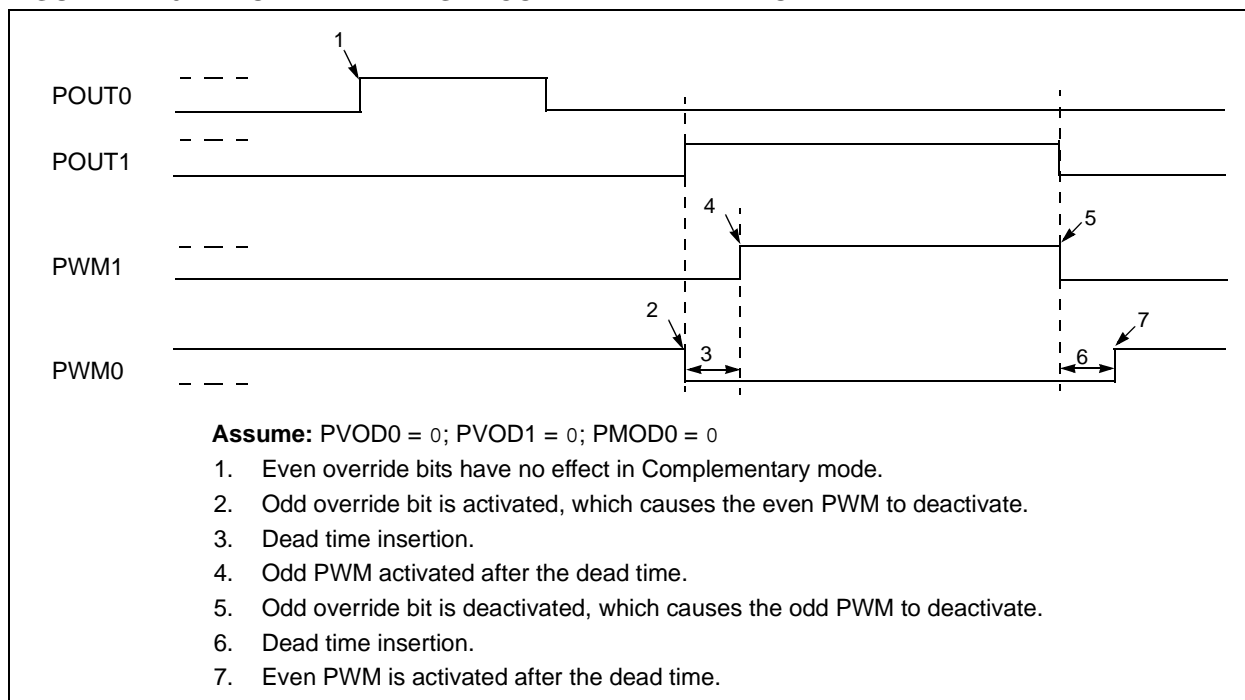 1
POUT0
POUT1
4
5
PWM1
2
7
3
6
PWM0
Assume: PVOD0 = 0; PVOD1 = 0; PMOD0 = 0
1. Even override bits have no effect in Complementary mode.
2. Odd override bit is activated, which causes the even PWM to deactivate.
3. Dead time insertion.
4. Odd PWM activated after the dead time.
5. Odd override bit is deactivated, which causes the odd PWM to deactivate.
6. Dead time insertion.
7. Even PWM is activated after the dead time.